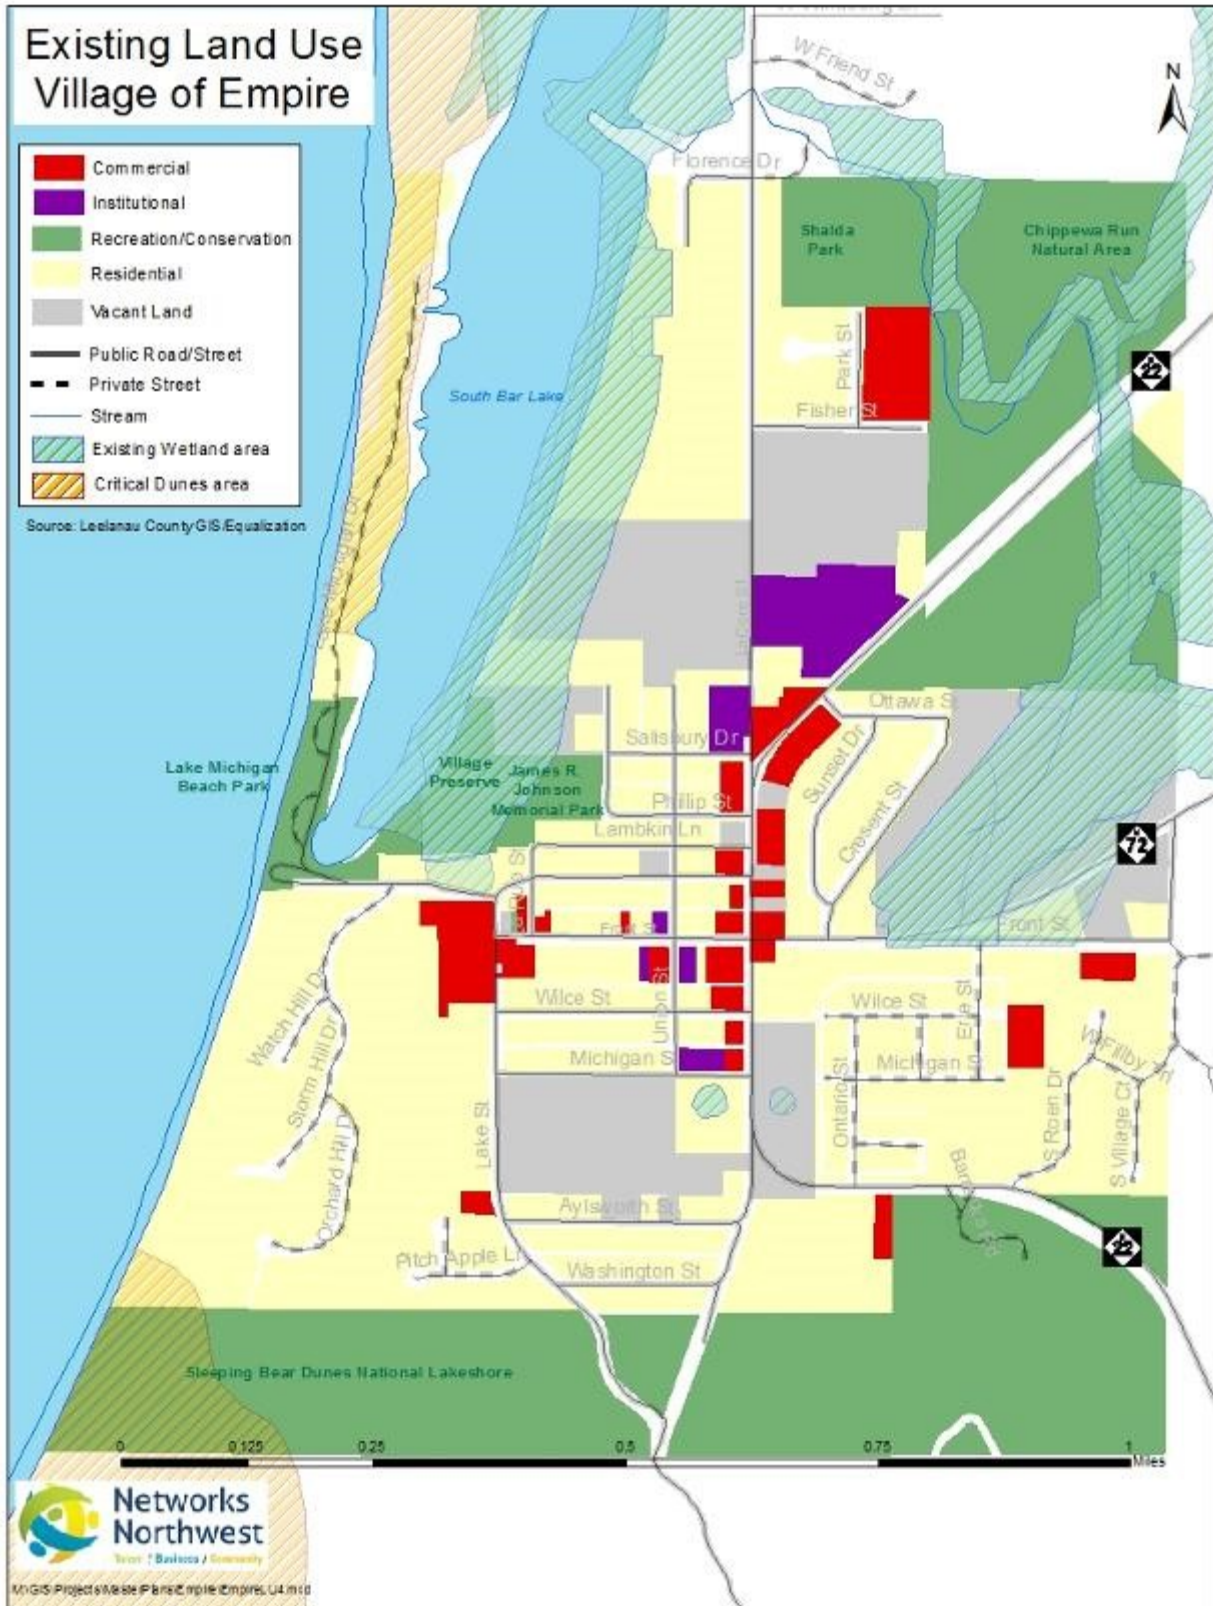 Existing Land Use
Village of Empire
N
Commercial
Institutional
Recreation/Conservation
Residential
Vacant Land
Public Road/Street
Private Street
Stream
Existing Wetland area
Critical Dunes area
Source: Leelanau County GIS/Equalization
W Friend St
Florence Dr
Shalda
Park
Chippewa Run
Natural Area
22
Park St
South Bar Lake
Fisher St
Ottawa St
Salisbury Dr
Sunset Dr
Lake Michigan
Beach Park
Village
Preserve
James R.
Johnson
Memorial Park
Phillip St
Lambkin Ln
Cresent St
72
Front St
Front St
Watch Hill Dr
Wilce St
Union St
Wilce St
Erie St
Storm Hill Dr
Michigan S
Michigan St
W Fillby Trl
Ontario St
S Roen Dr
S Village Ct
Lake St
Orchard Hill D
Aylsworth St
Pitch Apple Ln
Washington St
22
Sleeping Bear Dunes National Lakeshore
0 0.125 0.25 0.5 0.75 1
Miles
Networks
Northwest
Talent / Business / Community